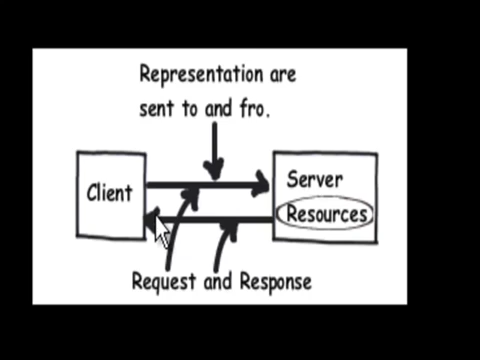 Representation are
sent to and fro.
Client
Server
Resources
Request and Response